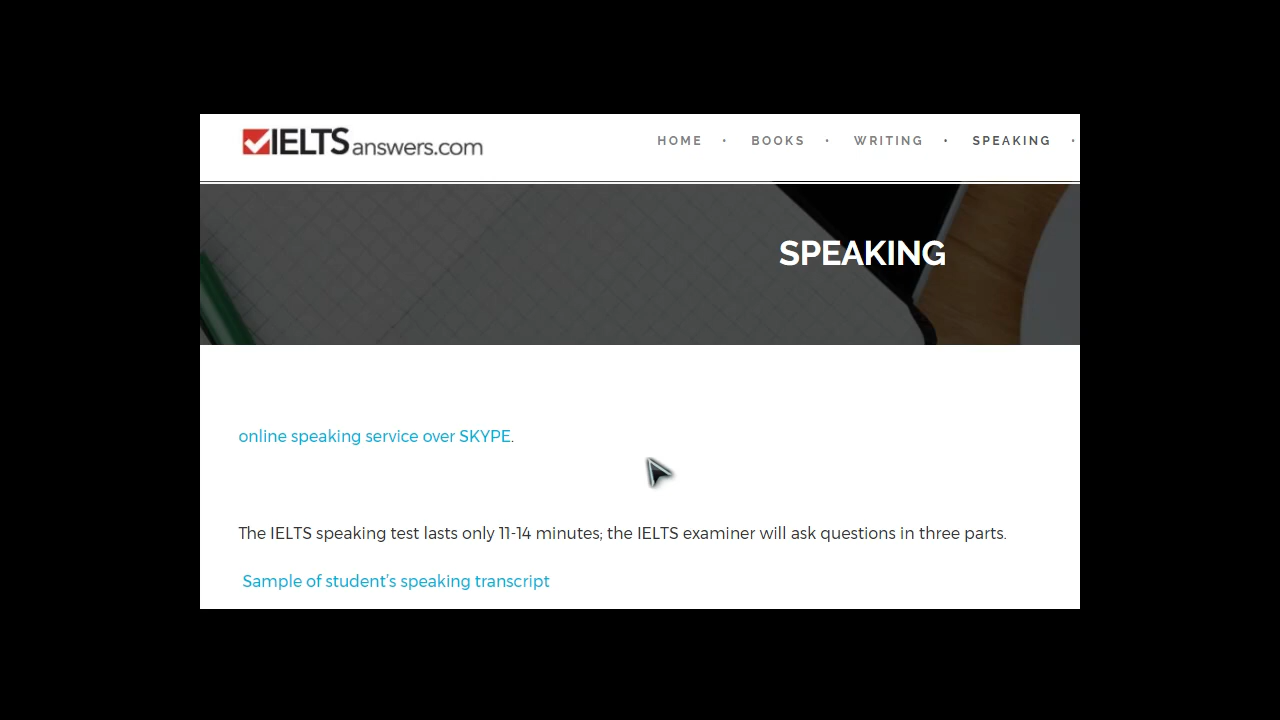 IELTSanswers.com
HOME • BOOKS • WRITING • SPEAKING •
SPEAKING
online speaking service over SKYPE.
The IELTS speaking test lasts only 11-14 minutes; the IELTS examiner will ask questions in three parts.
Sample of student’s speaking transcript